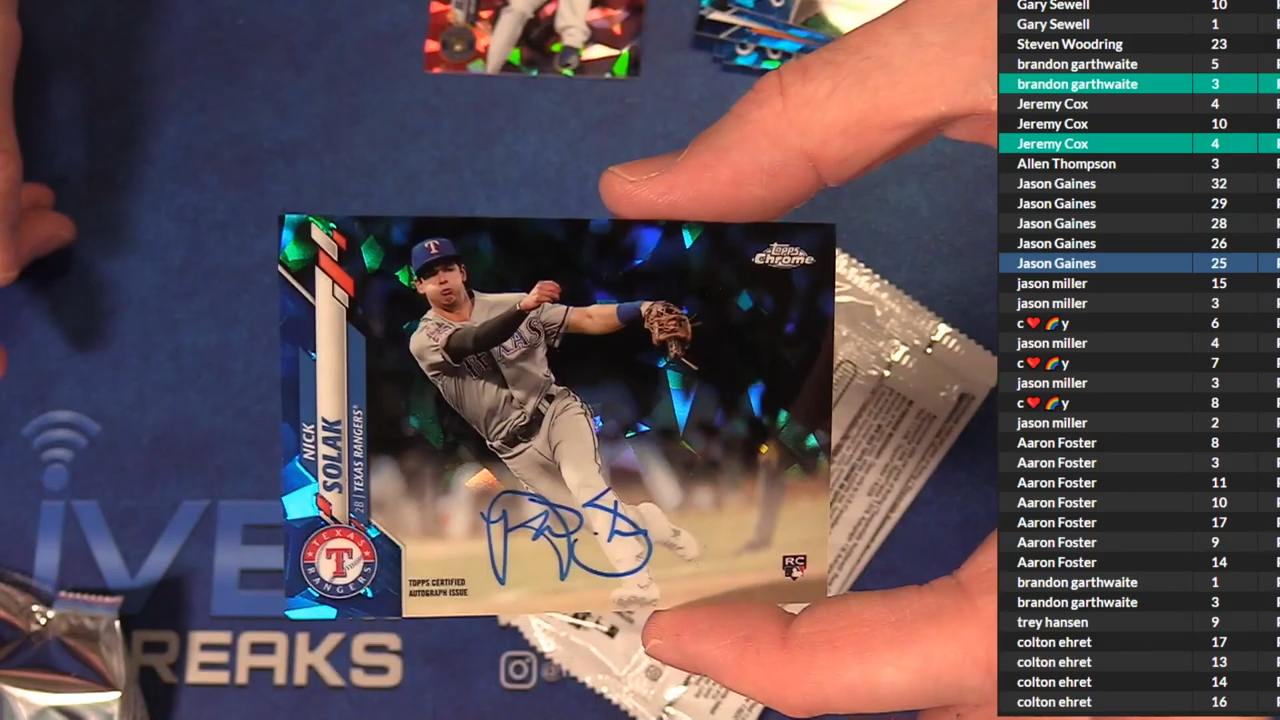 Gary Sewell 10
Gary Sewell 1
Steven Woodring 23
brandon garthwaite 5
brandon garthwaite 3
Jeremy Cox 4
Jeremy Cox 10
Jeremy Cox 4
Allen Thompson 3
Jason Gaines 32
Jason Gaines 29
Jason Gaines 28
Jason Gaines 26
Jason Gaines 25
jason miller 15
jason miller 3
c❤️🌈y 6
jason miller 4
c❤️🌈y 7
jason miller 3
c❤️🌈y 8
jason miller 2
Aaron Foster 8
Aaron Foster 3
Aaron Foster 11
Aaron Foster 10
Aaron Foster 17
Aaron Foster 9
Aaron Foster 14
brandon garthwaite 1
brandon garthwaite 3
trey hansen 9
colton ehret 17
colton ehret 13
colton ehret 14
colton ehret 16
Topps
Chrome
T
TEXAS
NICK
SOLAK
2B | TEXAS RANGERS®
TEXAS
T
RANGERS
TOPPS CERTIFIED
AUTOGRAPH ISSUE
RC
iVE
REAKS